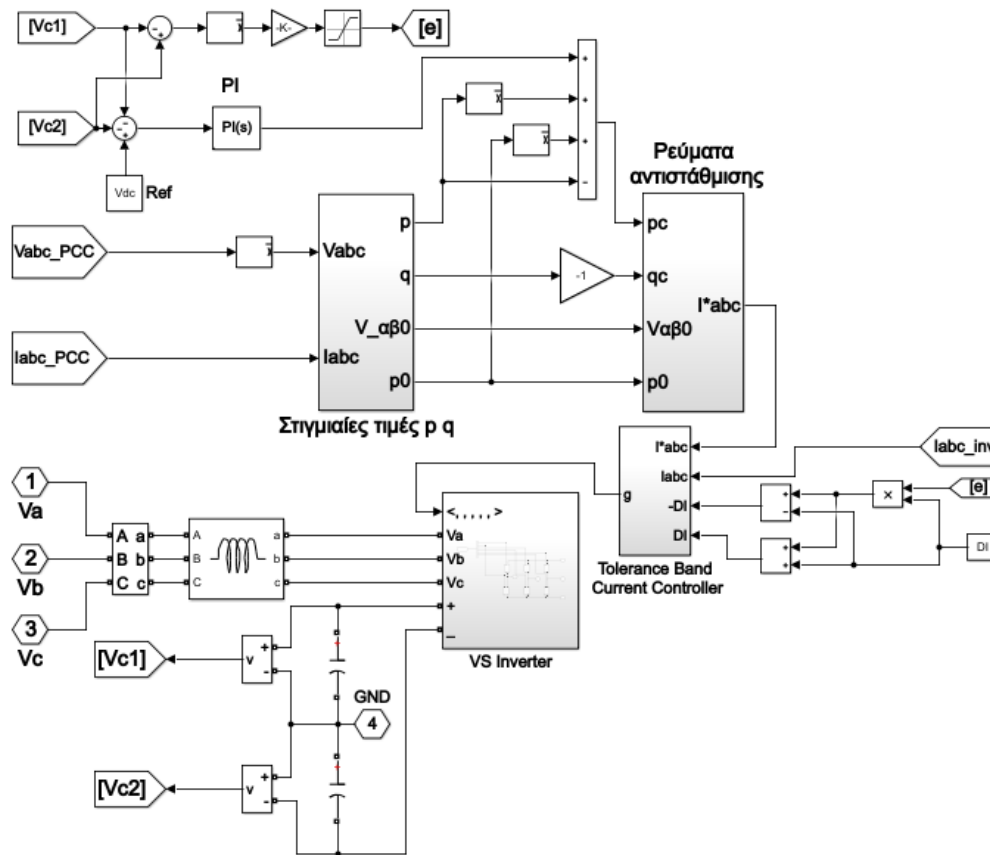 [Vc1]
-K-
[e]
PI
[Vc2]
PI(s)
Vdc
Ref
Ρεύματα
αντιστάθμισης
Vabc_PCC
Vabc
p
pc
q
-1
qc
I*abc
V_αβ0
Vαβ0
Iabc_PCC
Iabc
p0
p0
Στιγμιαίες τιμές p q
I*abc
Iabc_inv
Iabc
[e]
g
-DI
×
DI
DI
Tolerance Band
Current Controller
1
Va
<, , , , , >
A a
A
a
Va
2
Vb
B b
B
b
Vb
C c
C
c
Vc
3
Vc
+
−
VS Inverter
[Vc1]
v
+
-
GND
4
[Vc2]
v
+
-